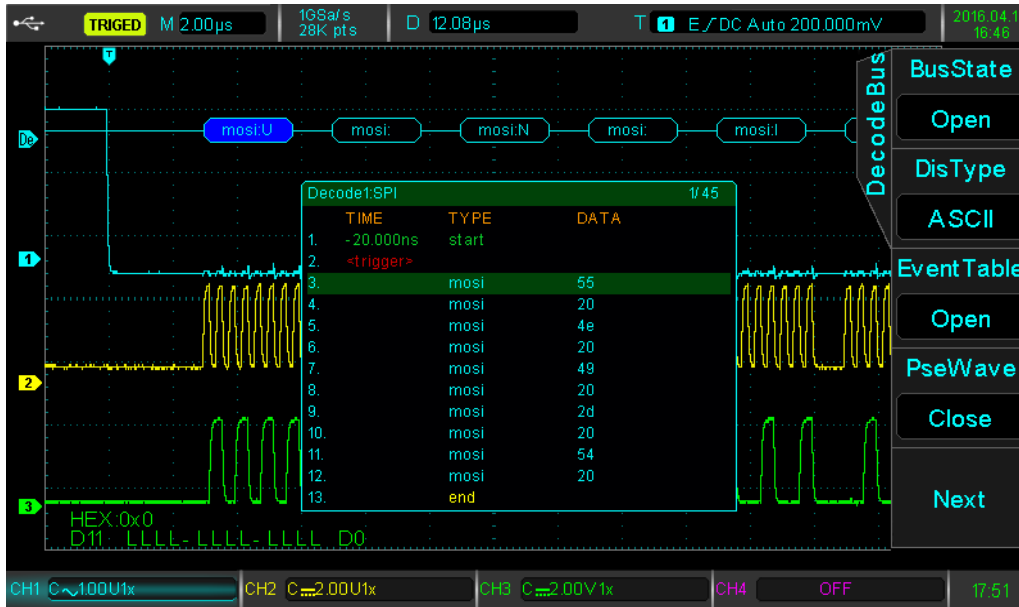 TRIGED M 2.00µs 1GSa/s 28K pts D 12.08µs T 1 E DC Auto 200.000mV 2016.04.1 16:46
T
DecodeBus
BusState
Open
De mosi:U mosi: mosi:N mosi: mosi:I
DisType
ASCII
Decode1:SPI 1/45
TIME TYPE DATA
1. -20.000ns start
2. <trigger>
3. mosi 55
4. mosi 20
5. mosi 4e
6. mosi 20
7. mosi 49
8. mosi 20
9. mosi 2d
10. mosi 20
11. mosi 54
12. mosi 20
13. end
1
EventTable
Open
2
PseWave
Close
3
Next
HEX:0x0
D11 LLLL-LLLL-LLLL D0
CH1 C 1.00U1x CH2 C 2.00U1x CH3 C 2.00V1x CH4 OFF 17:51